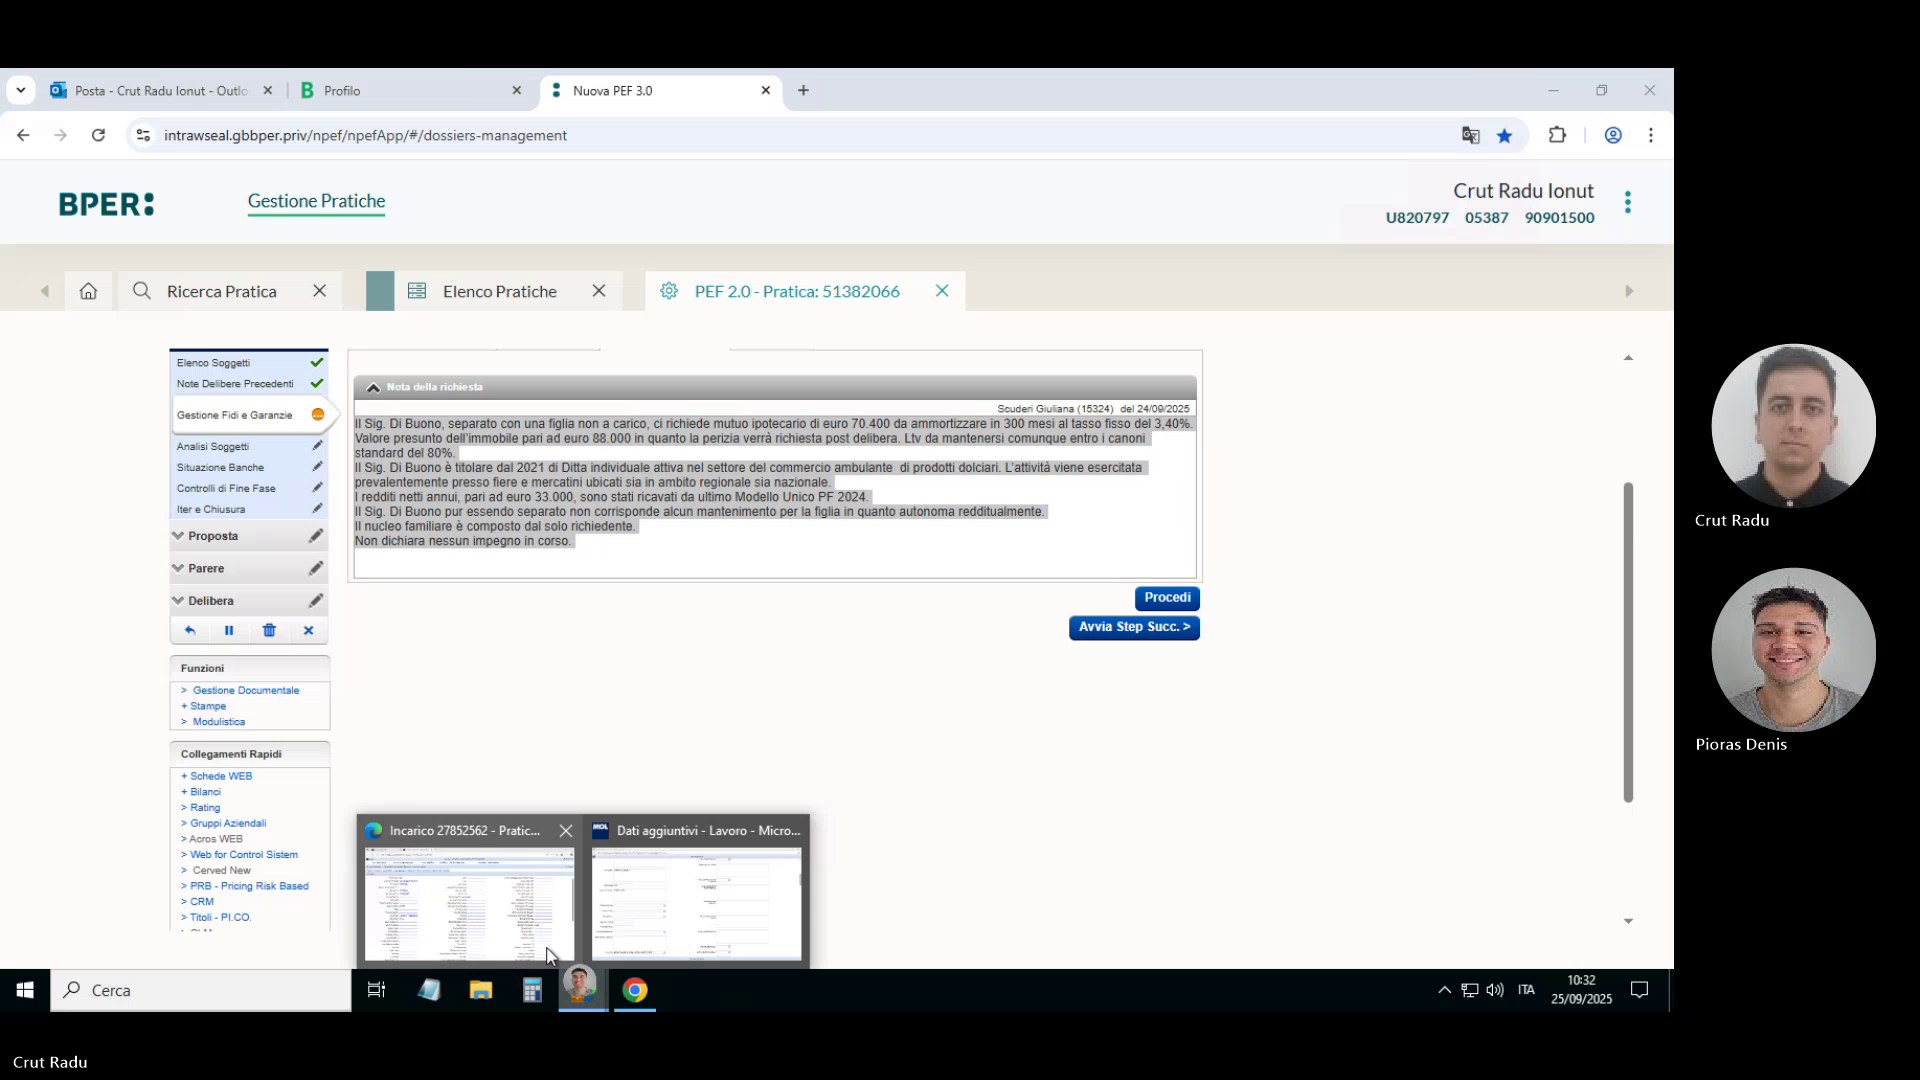 Posta - Crut Radu Ionut - Outlo
Profilo
Nuova PEF 3.0
intrawseal.gbbper.priv/npef/npefApp/#/dossiers-management
BPER:
Gestione Pratiche
Crut Radu Ionut
U820797 05387 90901500
Ricerca Pratica
Elenco Pratiche
PEF 2.0 - Pratica: 51382066
Elenco Soggetti
Note Delibere Precedenti
Gestione Fidi e Garanzie
Analisi Soggetti
Situazione Banche
Controlli di Fine Fase
Iter e Chiusura
Proposta
Parere
Delibera
Funzioni
> Gestione Documentale
+ Stampe
> Modulistica
Collegamenti Rapidi
+ Schede WEB
+ Bilanci
> Rating
> Gruppi Aziendali
> Acros WEB
> Web for Control Sistem
> Cerved New
> PRB - Pricing Risk Based
> CRM
> Titoli - PI.CO.
Nota della richiesta
Scuderi Giuliana (15324) del 24/09/2025
Il Sig. Di Buono, separato con una figlia non a carico, ci richiede mutuo ipotecario di euro 70.400 da ammortizzare in 300 mesi al tasso fisso del 3,40%.
Valore presunto dell'immobile pari ad euro 88.000 in quanto la perizia verrà richiesta post delibera. Ltv da mantenersi comunque entro i canoni
standard del 80%.
Il Sig. Di Buono è titolare dal 2021 di Ditta individuale attiva nel settore del commercio ambulante di prodotti dolciari. L'attività viene esercitata
prevalentemente presso fiere e mercatini ubicati sia in ambito regionale sia nazionale.
I redditi netti annui, pari ad euro 33.000, sono stati ricavati da ultimo Modello Unico PF 2024.
Il Sig. Di Buono pur essendo separato non corrisponde alcun mantenimento per la figlia in quanto autonoma redditualmente.
Il nucleo familiare è composto dal solo richiedente.
Non dichiara nessun impegno in corso.
Procedi
Avvia Step Succ. >
Incarico 27852562 - Pratic...
MOL
Dati aggiuntivi - Lavoro - Micro...
Cerca
ITA
10:32
25/09/2025
Crut Radu
Pioras Denis
Crut Radu